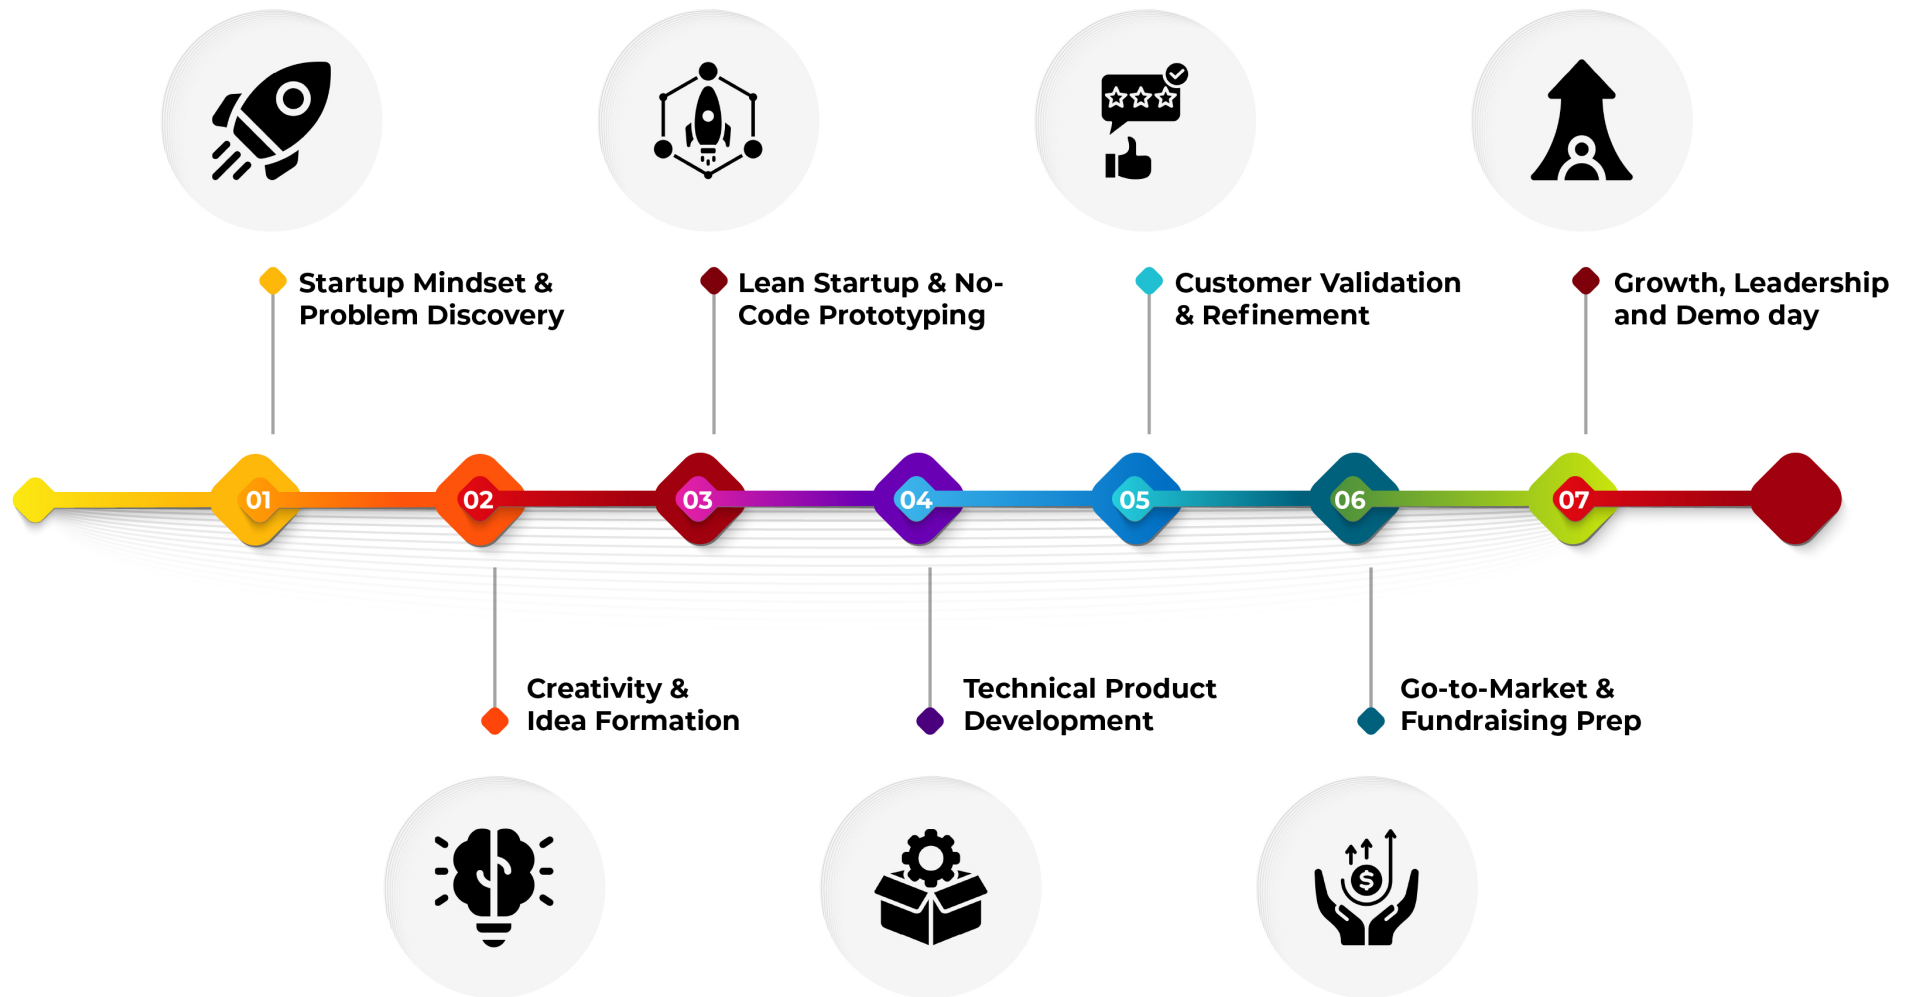 Startup Mindset &
Problem Discovery
Lean Startup & No-
Code Prototyping
Customer Validation
& Refinement
Growth, Leadership
and Demo day
01
02
03
04
05
06
07
Creativity &
Idea Formation
Technical Product
Development
Go-to-Market &
Fundraising Prep
$